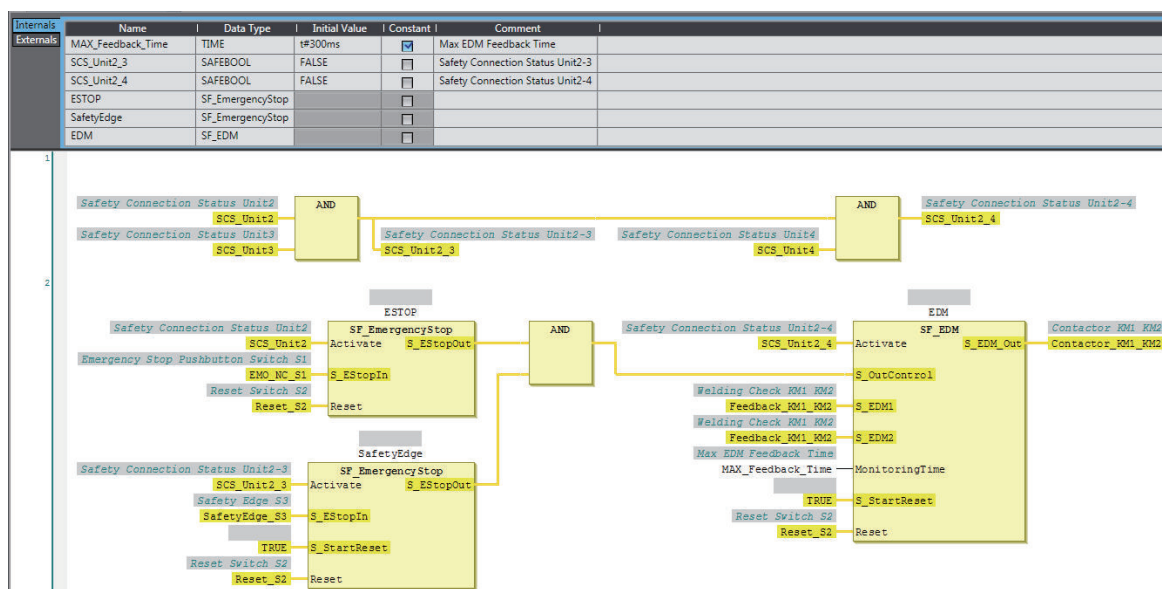 Internals
Externals
Name Data Type Initial Value Constant Comment
MAX_Feedback_Time TIME t#300ms Max EDM Feedback Time
SCS_Unit2_3 SAFEBOOL FALSE Safety Connection Status Unit2-3
SCS_Unit2_4 SAFEBOOL FALSE Safety Connection Status Unit2-4
ESTOP SF_EmergencyStop
SafetyEdge SF_EmergencyStop
EDM SF_EDM
1
Safety Connection Status Unit2 AND AND Safety Connection Status Unit2-4
SCS_Unit2 SCS_Unit2_4
Safety Connection Status Unit3 Safety Connection Status Unit2-3 Safety Connection Status Unit4
SCS_Unit3 SCS_Unit2_3 SCS_Unit4
2
ESTOP EDM
Safety Connection Status Unit2 SF_EmergencyStop AND Safety Connection Status Unit2-4 SF_EDM Contactor KM1 KM2
SCS_Unit2 Activate S_EStopOut SCS_Unit2_4 Activate S_EDM_Out Contactor_KM1_KM2
Emergency Stop Pushbutton Switch S1
EMO_NC_S1 S_EStopIn S_OutControl
Reset Switch S2 Welding Check KM1 KM2
Reset_S2 Reset Feedback_KM1_KM2 S_EDM1
Welding Check KM1 KM2
Feedback_KM1_KM2 S_EDM2
SafetyEdge Max EDM Feedback Time
Safety Connection Status Unit2-3 SF_EmergencyStop MAX_Feedback_Time MonitoringTime
SCS_Unit2_3 Activate S_EStopOut
Safety Edge S3 TRUE S_StartReset
SafetyEdge_S3 S_EStopIn Reset Switch S2
Reset_S2 Reset
TRUE S_StartReset
Reset Switch S2
Reset_S2 Reset